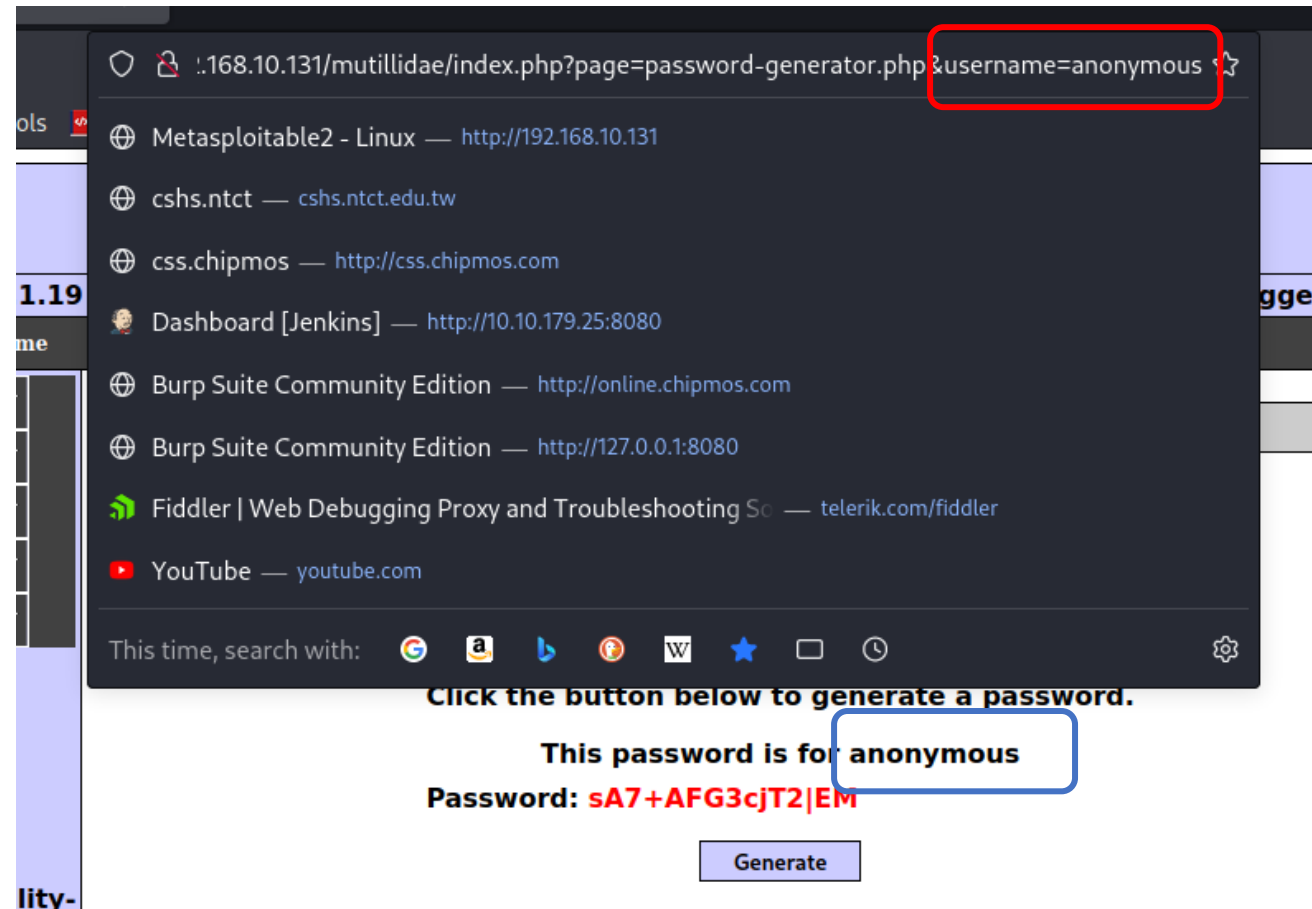 .168.10.131/mutillidae/index.php?page=password-generator.php&username=anonymous
ols
Metasploitable2 - Linux — http://192.168.10.131
cshs.ntct — cshs.ntct.edu.tw
css.chipmos — http://css.chipmos.com
1.19
gge
Dashboard [Jenkins] — http://10.10.179.25:8080
me
Burp Suite Community Edition — http://online.chipmos.com
Burp Suite Community Edition — http://127.0.0.1:8080
Fiddler | Web Debugging Proxy and Troubleshooting So — telerik.com/fiddler
YouTube — youtube.com
This time, search with:
Click the button below to generate a password.
This password is for anonymous
Password: sA7+AFG3cjT2|EM
Generate
lity-